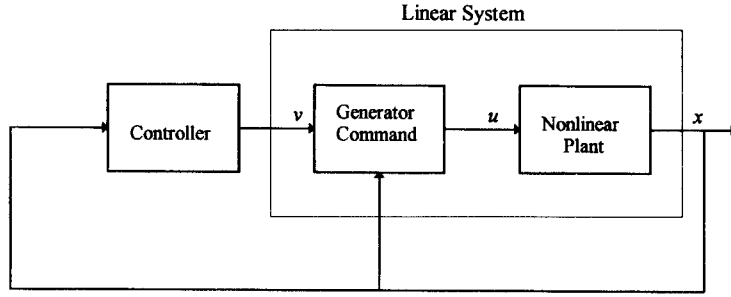 Linear System
Controller
v
Generator
Command
u
Nonlinear
Plant
x